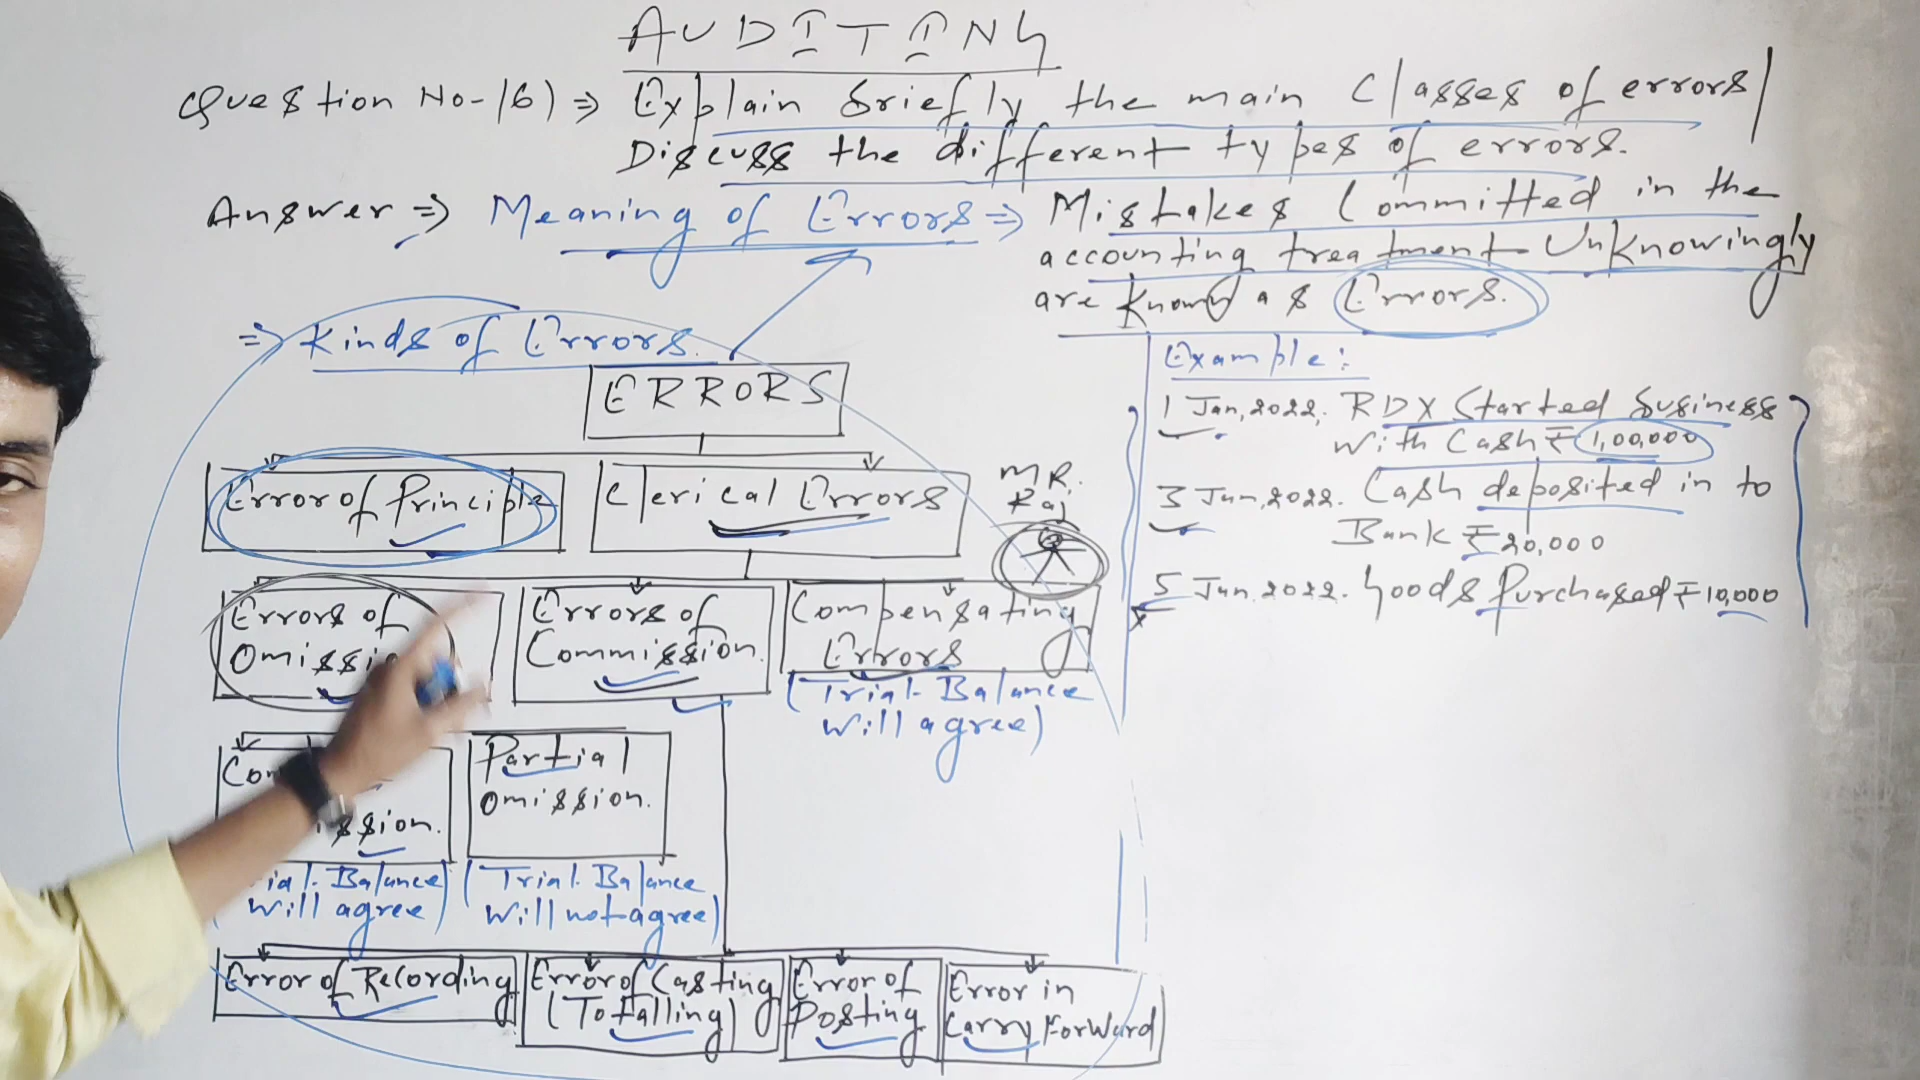 AUDITING
Question No-16) ⇒ Explain briefly the main classes of errors/
Discuss the different types of errors.
Answer ⇒ Meaning of Errors ⇒ Mistakes Committed in the
accounting treatment Unknowingly
are known as Errors.
⇒ Kinds of Errors.
ERRORS
Error of Principle
Clerical Errors
MR.
Raj
Errors of
Omission
Errors of
Commission.
Compensating
Errors
(Trial Balance
Will agree)
Partial
omission.
Balance
Will agree)
(Trial Balance
Will not agree)
Error of Recording
Error of Casting
(Totalling)
Error of
Posting
Error in
Carry Forward
Example:
1 Jan, 2022. RDX Started business
With Cash ₹ 1,00,000
3 Jan, 2022. Cash deposited in to
Bank ₹ 20,000
5 Jan. 2022. Goods Purchased ₹ 10,000